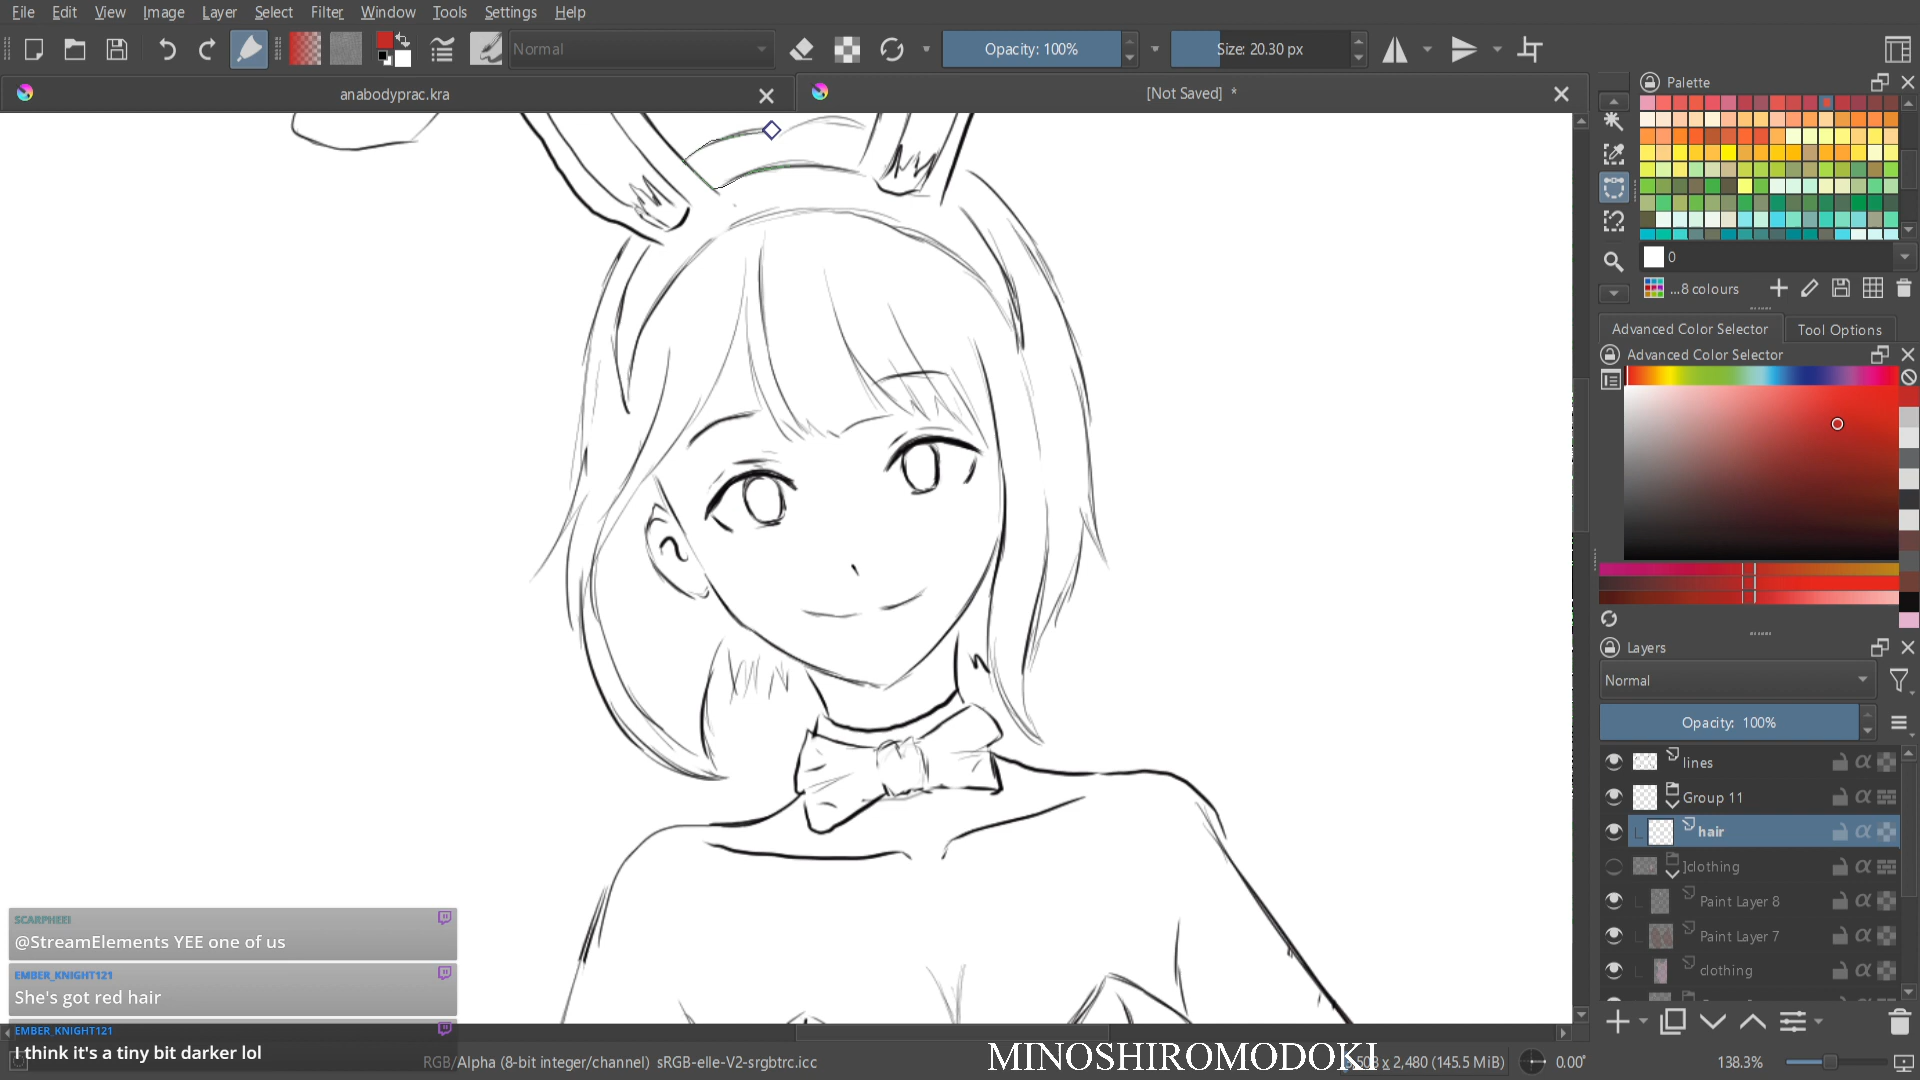 File Edit View Image Layer Select Filter Window Tools Settings Help
Normal
Opacity: 100%
Size: 20.30 px
anabodyprac.kra
[Not Saved] *
Palette
0
...8 colours
Advanced Color Selector
Tool Options
Advanced Color Selector
Layers
Normal
Opacity: 100%
lines
Group 11
hair
]clothing
Paint Layer 8
Paint Layer 7
clothing
SCARPHEEI
@StreamElements YEE one of us
EMBER_KNIGHT121
She's got red hair
EMBER_KNIGHT121
I think it's a tiny bit darker lol
RGB/Alpha (8-bit integer/channel) sRGB-elle-V2-srgbtrc.icc
MINOSHIROMODOKI
x 2,480 (145.5 MiB)
0.00°
138.3%